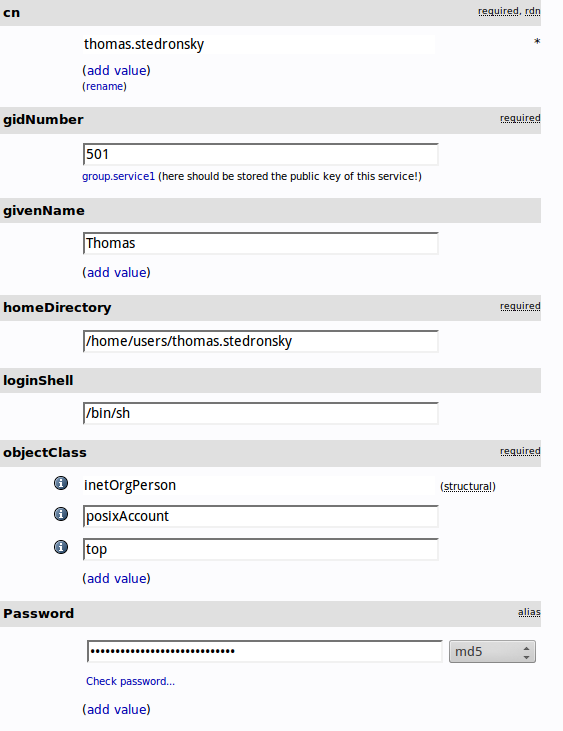 cn required, rdn
thomas.stedronsky *
(add value)
(rename)
gidNumber required
501
group.service1 (here should be stored the public key of this service!)
givenName
Thomas
(add value)
homeDirectory required
/home/users/thomas.stedronsky
loginShell
/bin/sh
objectClass required
inetOrgPerson (structural)
posixAccount
top
(add value)
Password alias
••••••••••••••••••••••••••••• md5
Check password...
(add value)